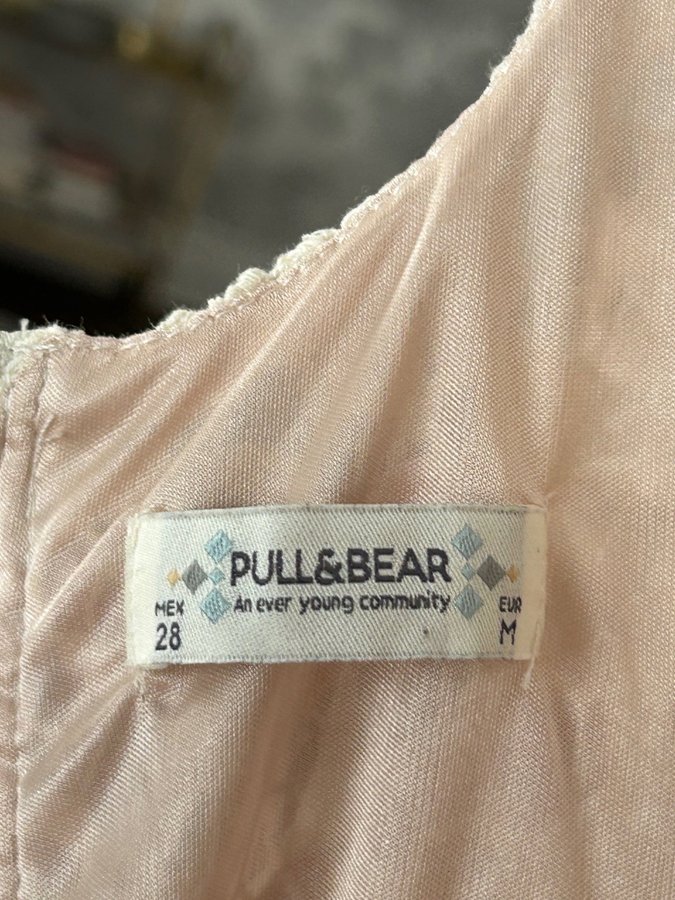 PULL&BEAR
An ever young community
MEX
28
EUR
M